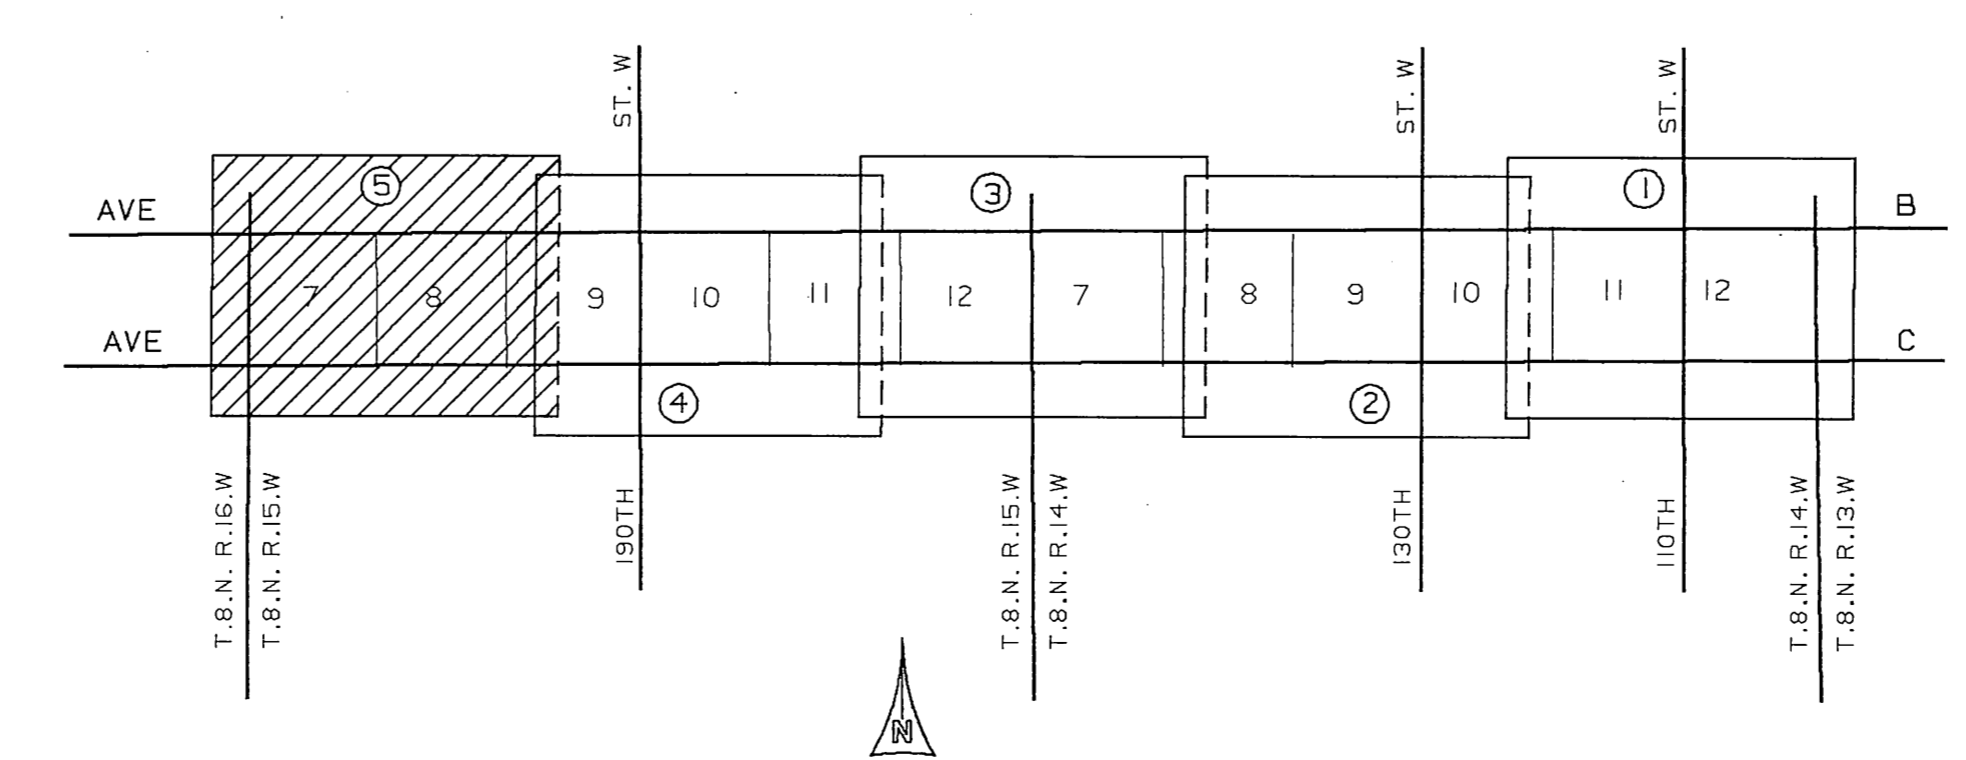 ST. W
ST. W
ST. W
5
3
1
AVE
B
7
8
9
10
11
12
7
8
9
10
11
12
AVE
C
4
2
T.8.N. R.16.W
T.8.N. R.15.W
190TH
T.8.N. R.15.W
T.8.N. R.14.W
130TH
110TH
T.8.N. R.14.W
T.8.N. R.13.W
N